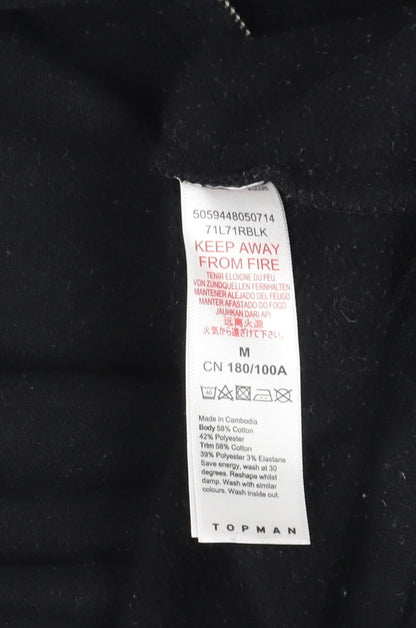 5059448050714
71L71RBLK
KEEP AWAY
FROM FIRE
TENIR ELOIGNE DU FEU
VON ZUNDQUELLEN FERNHALTEN
MANTENER ALEJADO DEL FUEGO
MANTER AFASTADO DO FOGO
JAUHKAN DARI API
远离火源
火気から遠ざけて下さい。
M
CN 180/100A
40
Made in Cambodia
Body 58% Cotton
42% Polyester
Trim 58% Cotton
39% Polyester 3% Elastane
Save energy, wash at 30
degrees. Reshape whilst
damp. Wash with similar
colours. Wash inside out.
TOPMAN